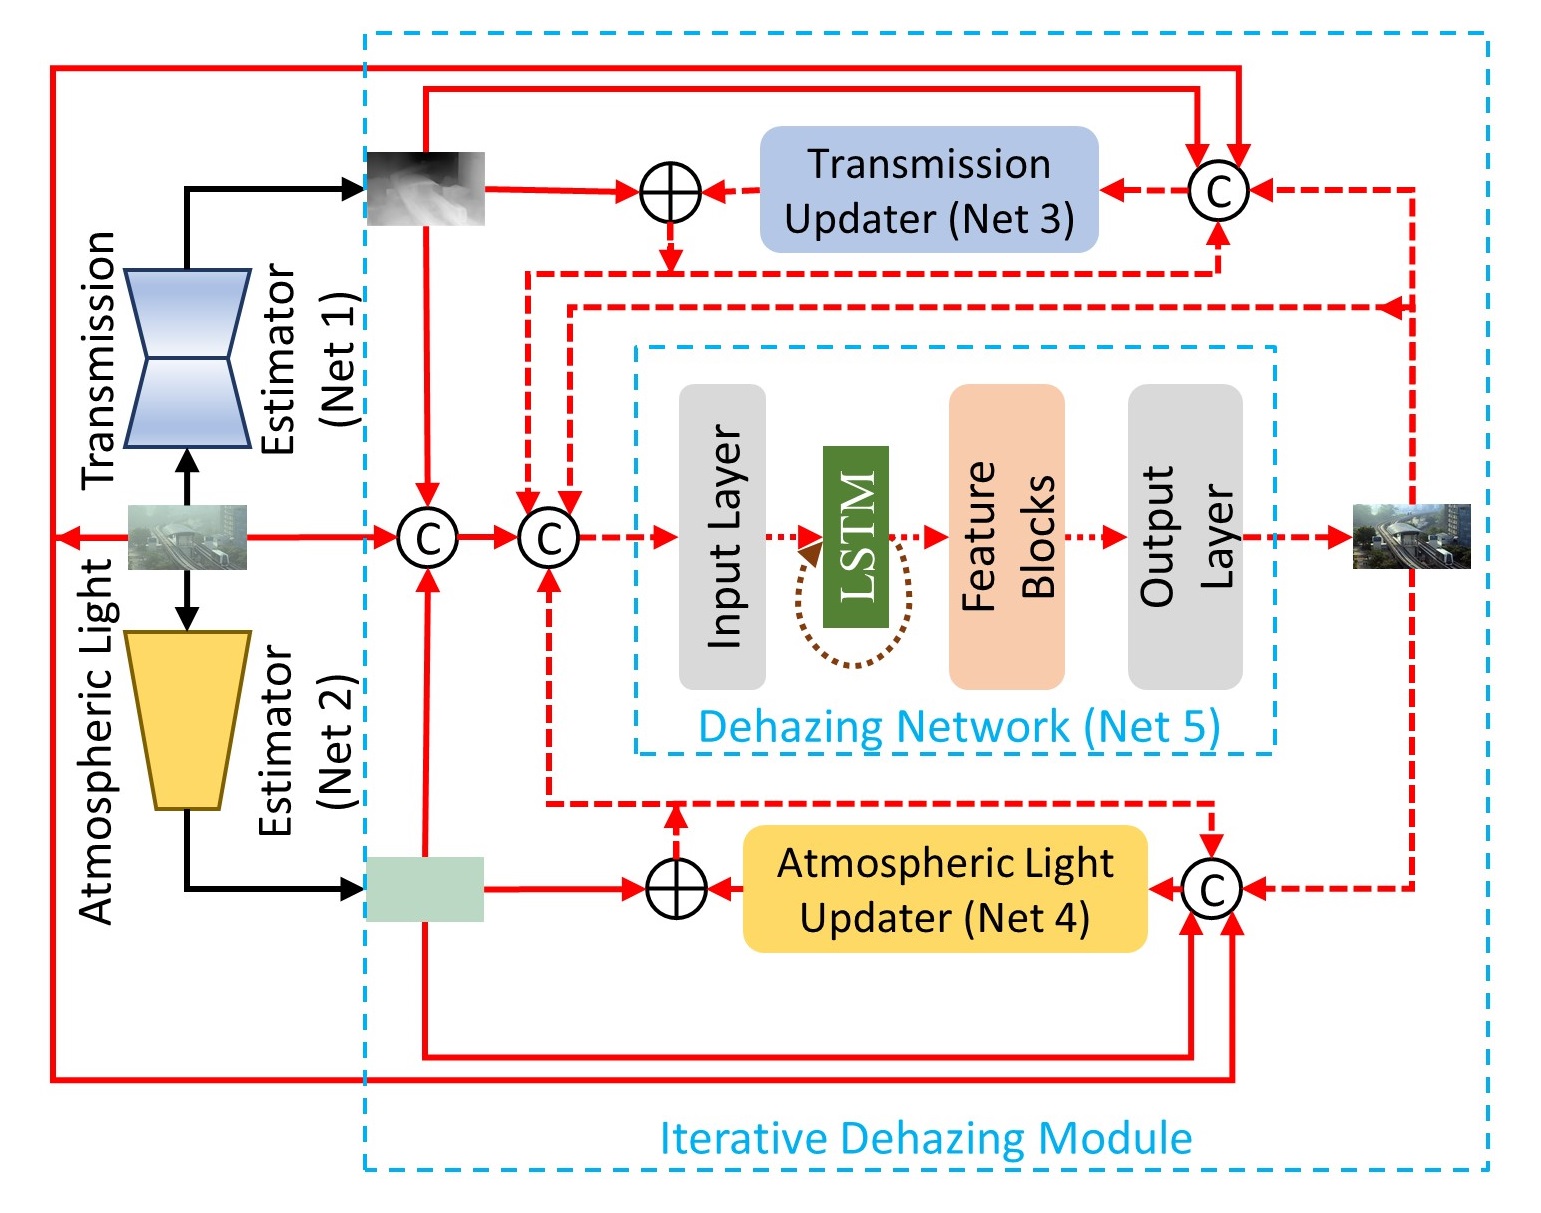 Transmission
Estimator
(Net 1)
Atmospheric Light
Estimator
(Net 2)
Transmission
Updater (Net 3)
C
C
C
Input Layer
LSTM
Feature
Blocks
Output
Layer
Dehazing Network (Net 5)
Atmospheric Light
Updater (Net 4)
C
Iterative Dehazing Module